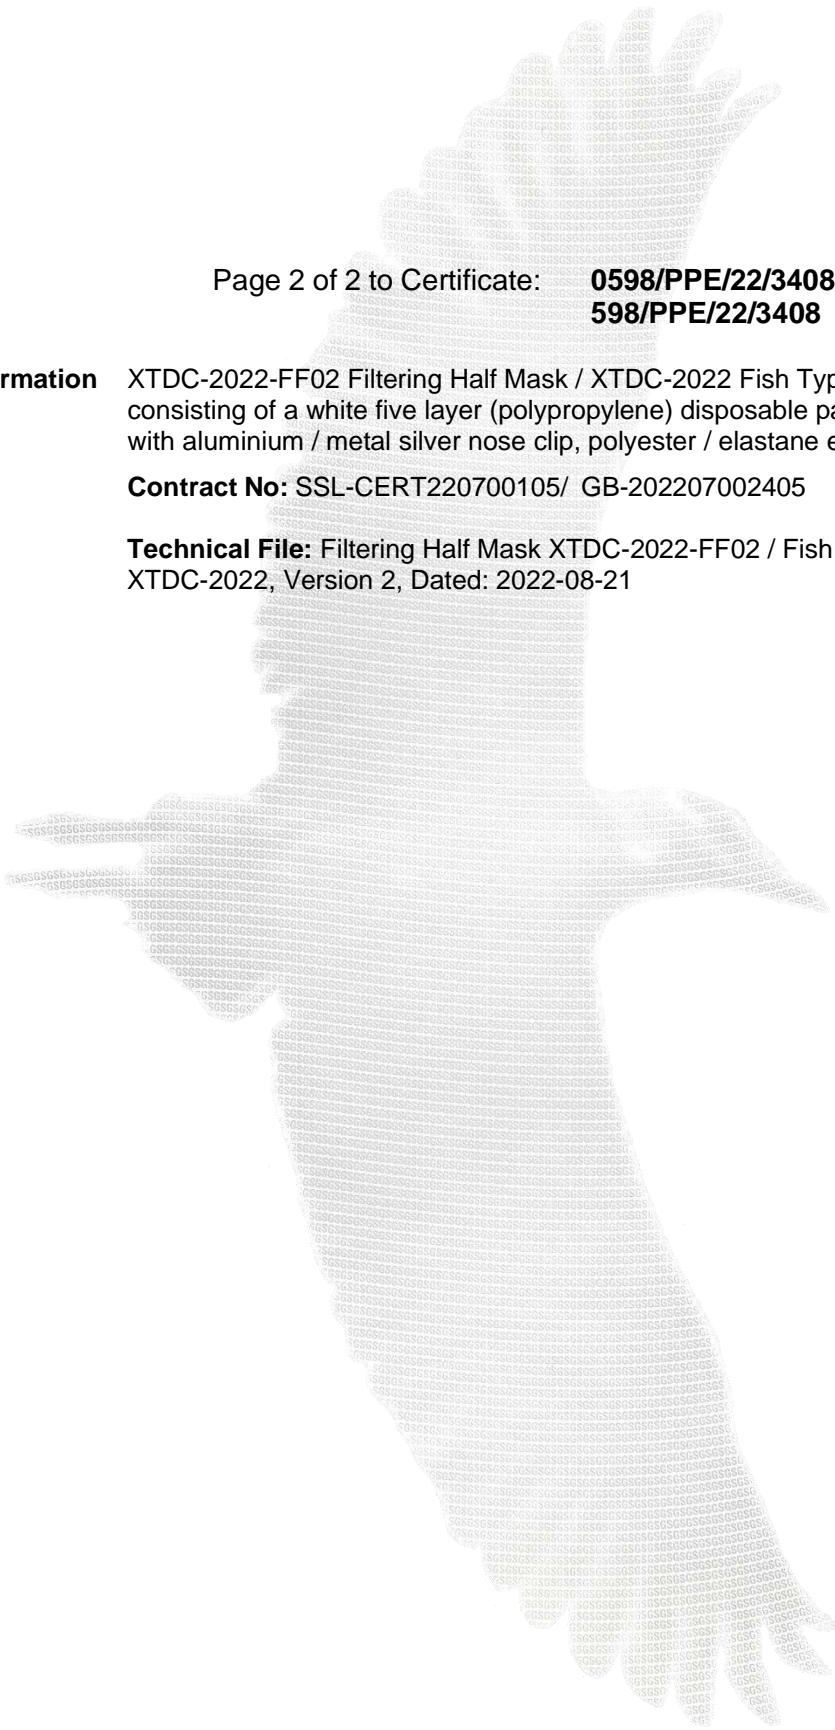 Page 2 of 2 to Certificate: 0598/PPE/22/3408
598/PPE/22/3408
rmation XTDC-2022-FF02 Filtering Half Mask / XTDC-2022 Fish Typ
consisting of a white five layer (polypropylene) disposable pa
with aluminium / metal silver nose clip, polyester / elastane e
Contract No: SSL-CERT220700105/ GB-202207002405
Technical File: Filtering Half Mask XTDC-2022-FF02 / Fish
XTDC-2022, Version 2, Dated: 2022-08-21